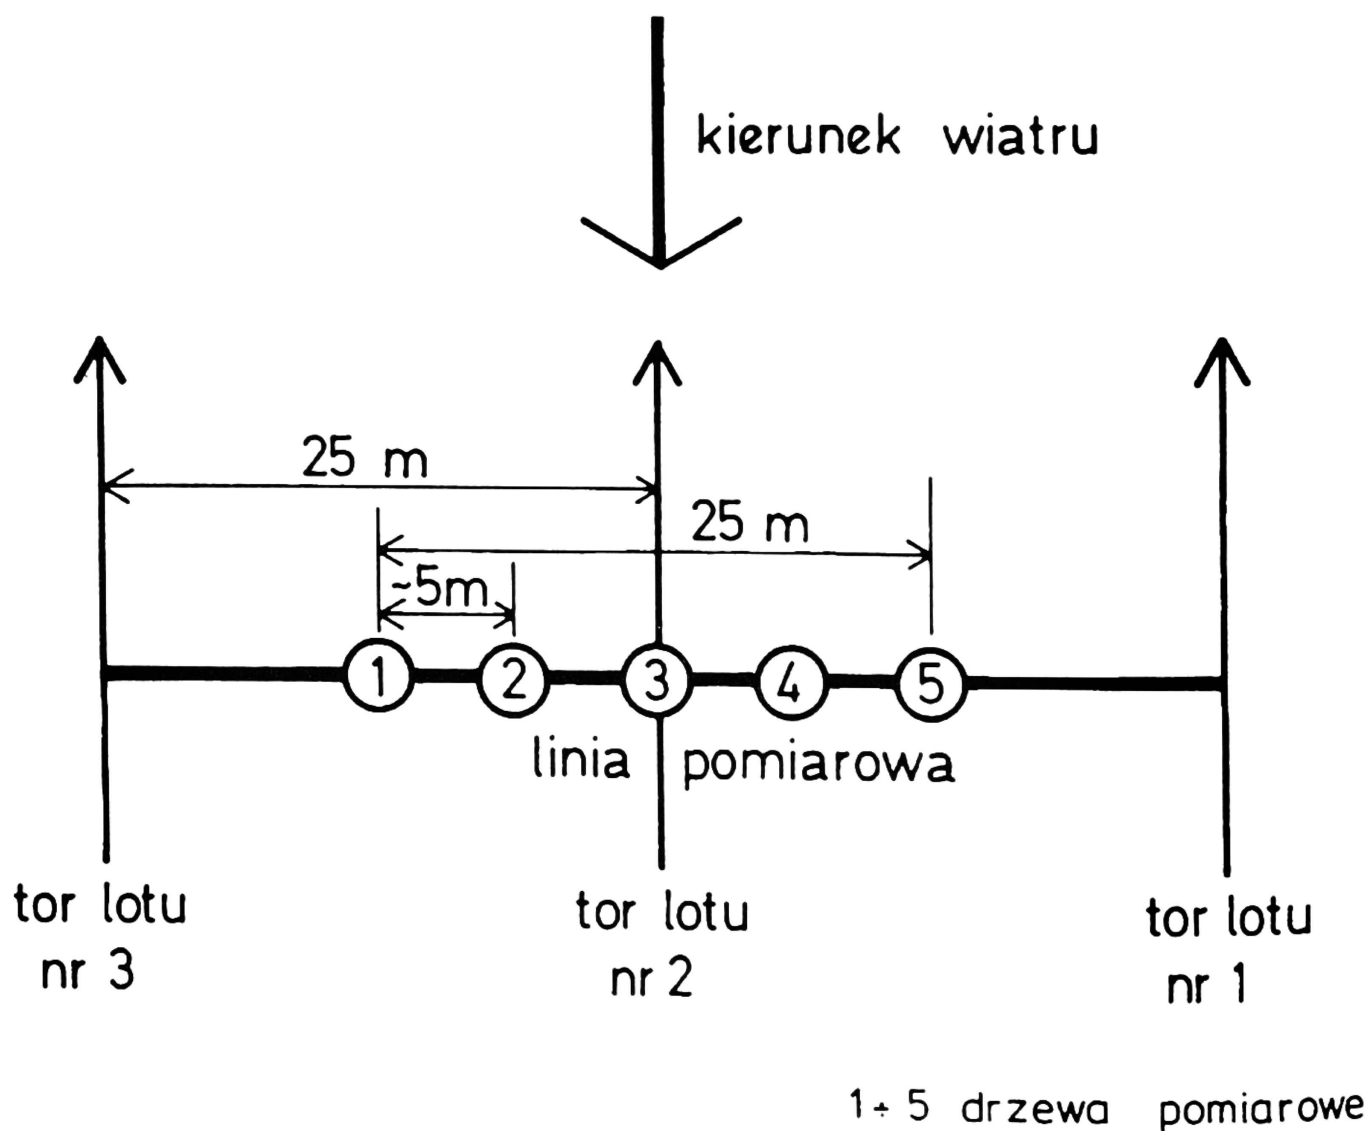 kierunek wiatru
25 m
25 m
~5m
1 2 3 4 5
linia pomiarowa
tor lotu
nr 3
tor lotu
nr 2
tor lotu
nr 1
1÷5 drzewa pomiarowe